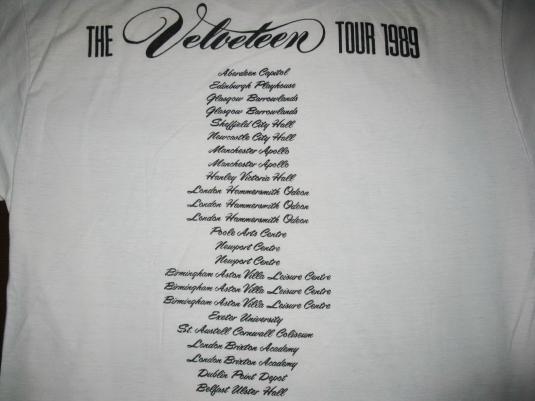 THE Velveteen TOUR 1989
Aberdeen Capitol
Edinburgh Playhouse
Glasgow Barrowlands
Glasgow Barrowlands
Sheffield City Hall
Newcastle City Hall
Manchester Apollo
Manchester Apollo
Hanley Victoria Hall
London Hammersmith Odeon
London Hammersmith Odeon
London Hammersmith Odeon
Poole Arts Centre
Newport Centre
Newport Centre
Birmingham Aston Villa Leisure Centre
Birmingham Aston Villa Leisure Centre
Birmingham Aston Villa Leisure Centre
Exeter University
St. Austell Cornwall Coliseum
London Brixton Academy
London Brixton Academy
Dublin Point Depot
Belfast Ulster Hall